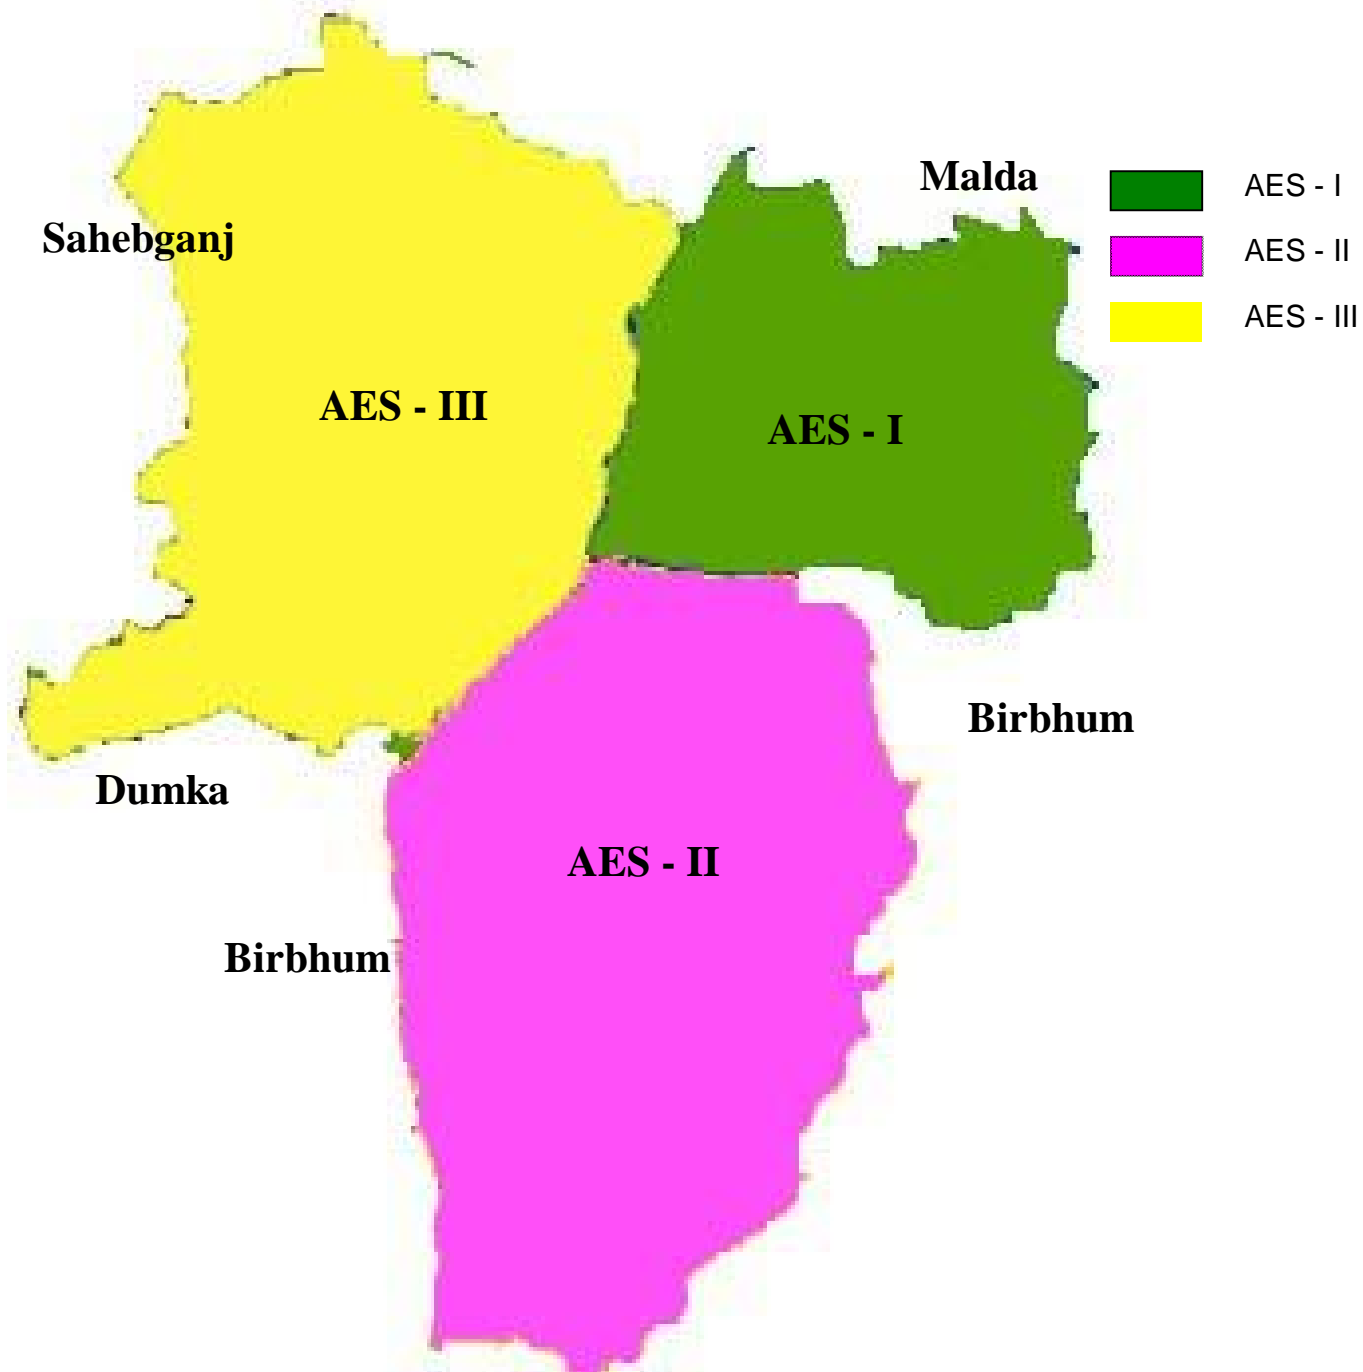 Malda
AES - I
Sahebganj
AES - II
AES - III
AES - III
AES - I
Birbhum
Dumka
AES - II
Birbhum